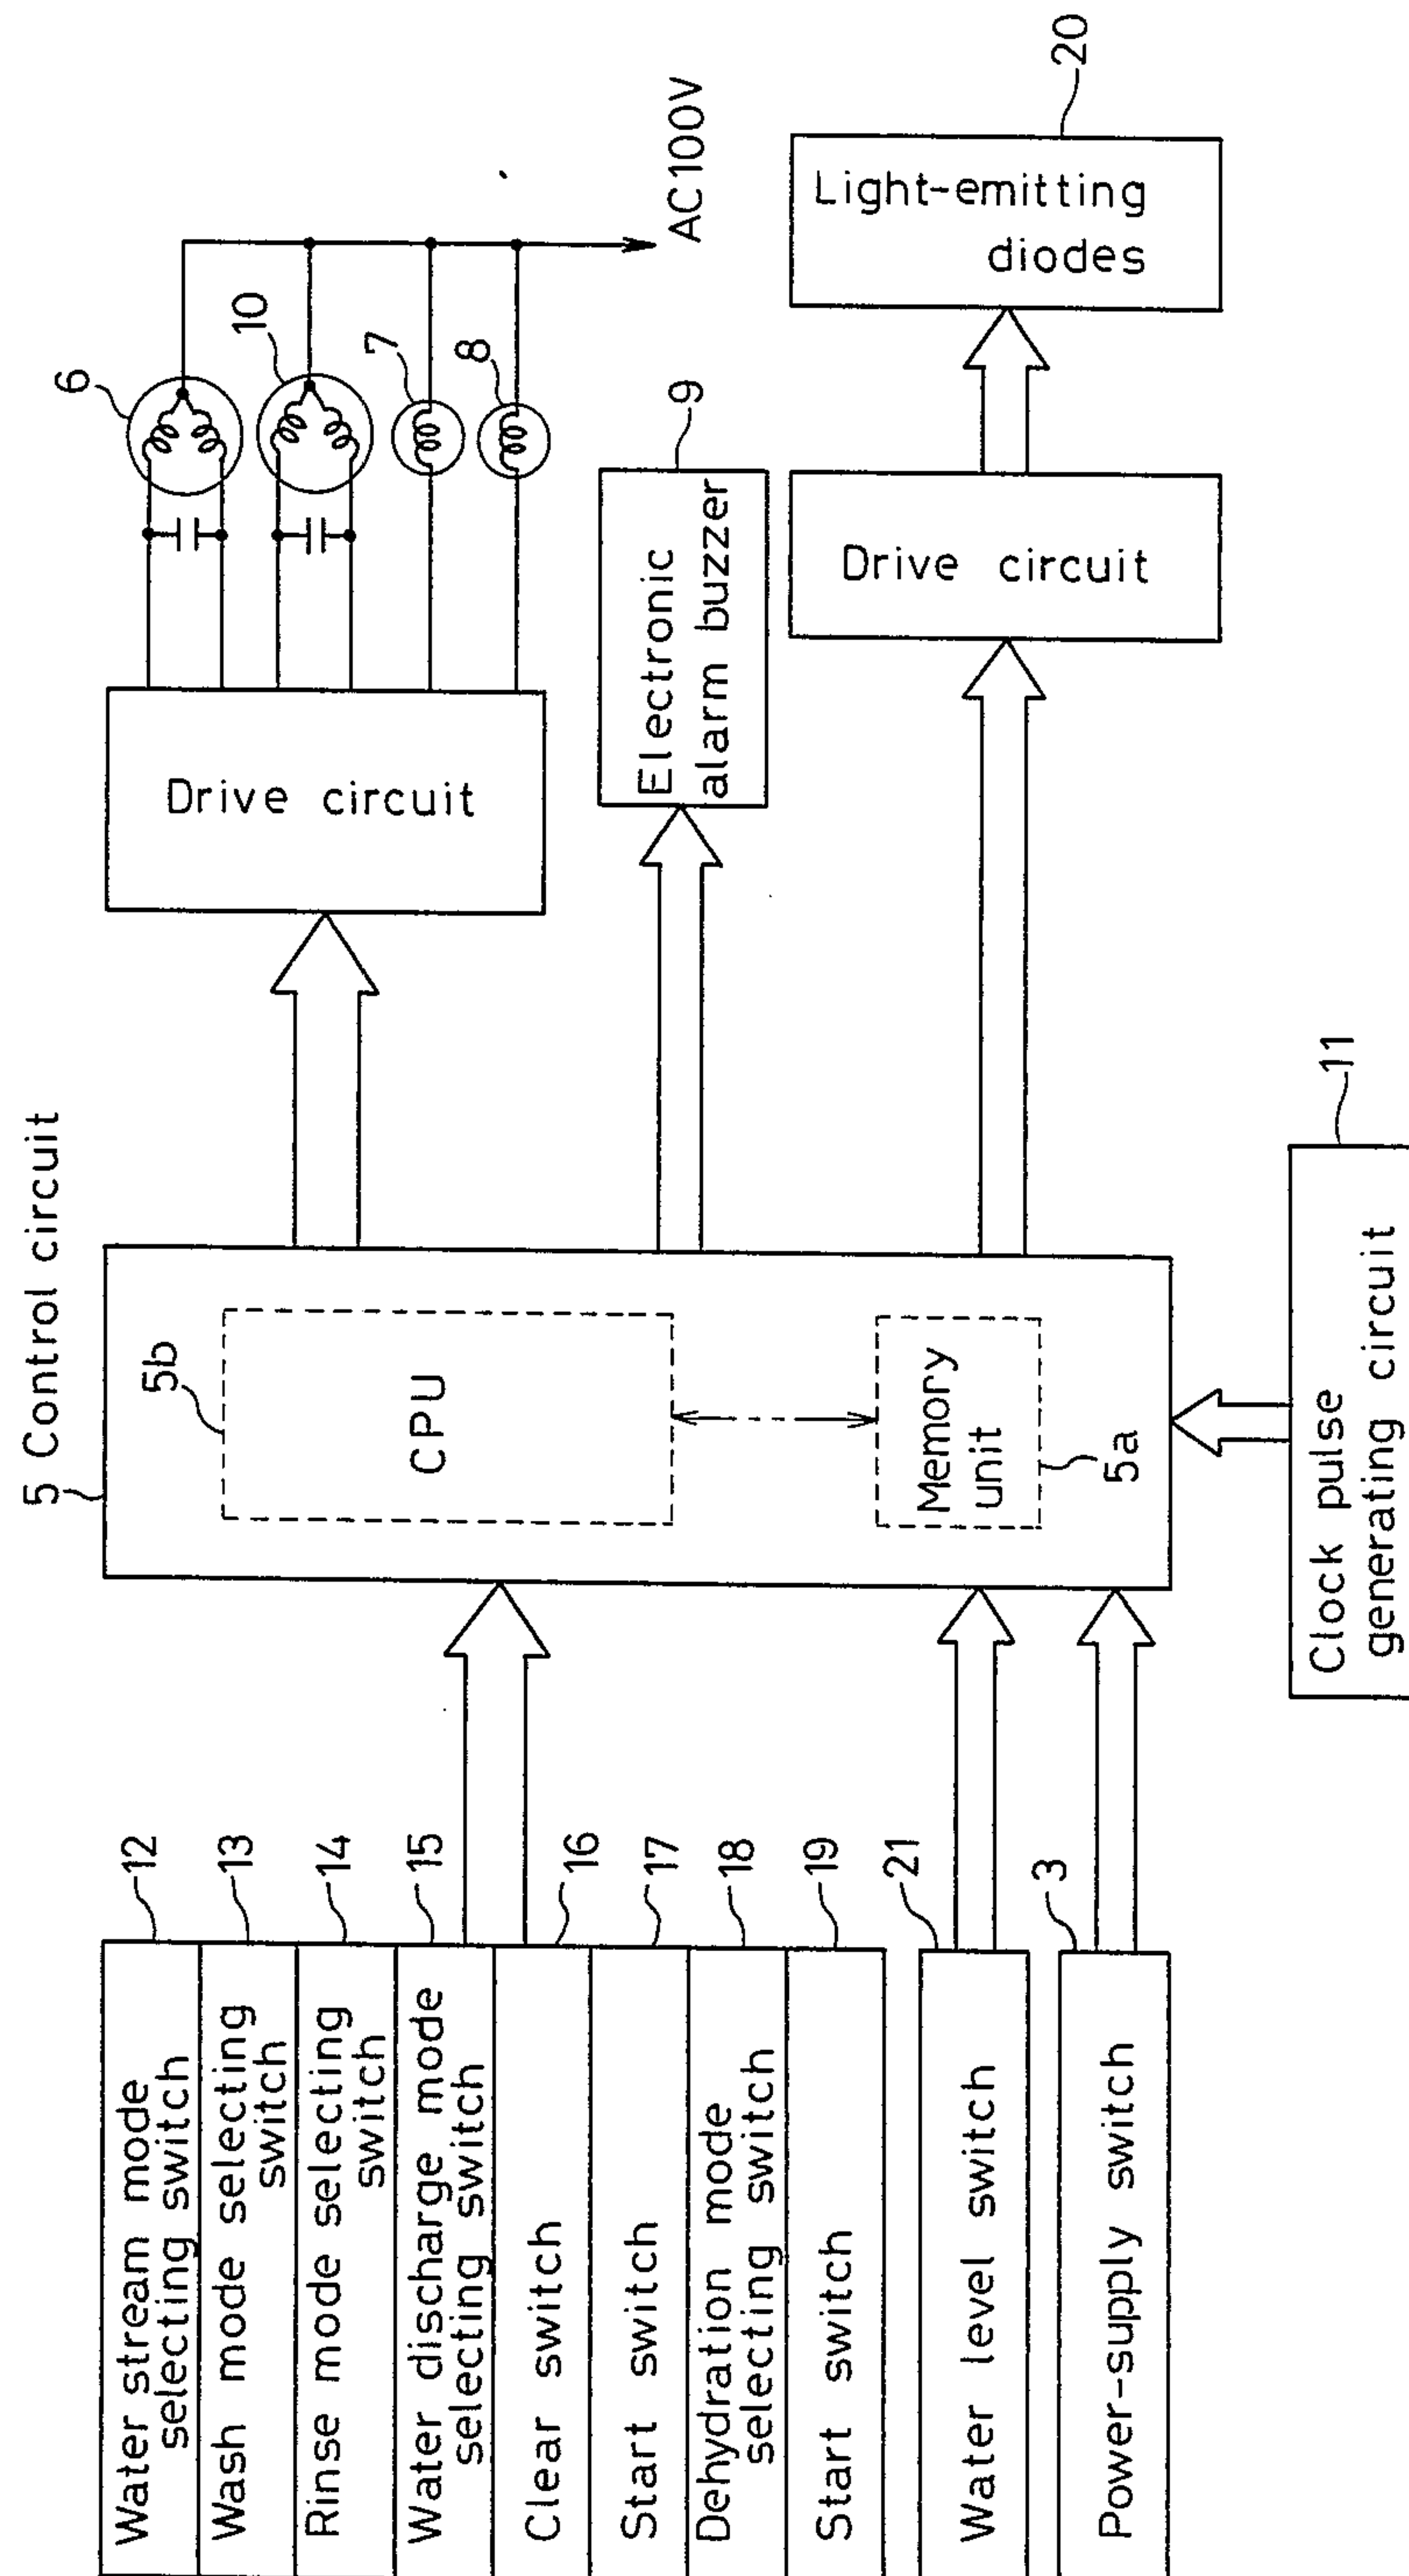 5 Control circuit
Water stream mode
selecting switch
12
Wash mode selecting
switch
13
Rinse mode selecting
switch
14
Water discharge mode
selecting switch
15
Clear switch
16
Start switch
17
Dehydration mode
selecting switch
18
Start switch
19
Water level switch
21
Power-supply switch
3
5b
CPU
Memory
unit
5a
Clock pulse
generating circuit
11
Drive circuit
6
10
7
8
AC100V
Electronic
alarm buzzer
9
Drive circuit
Light-emitting
diodes
20